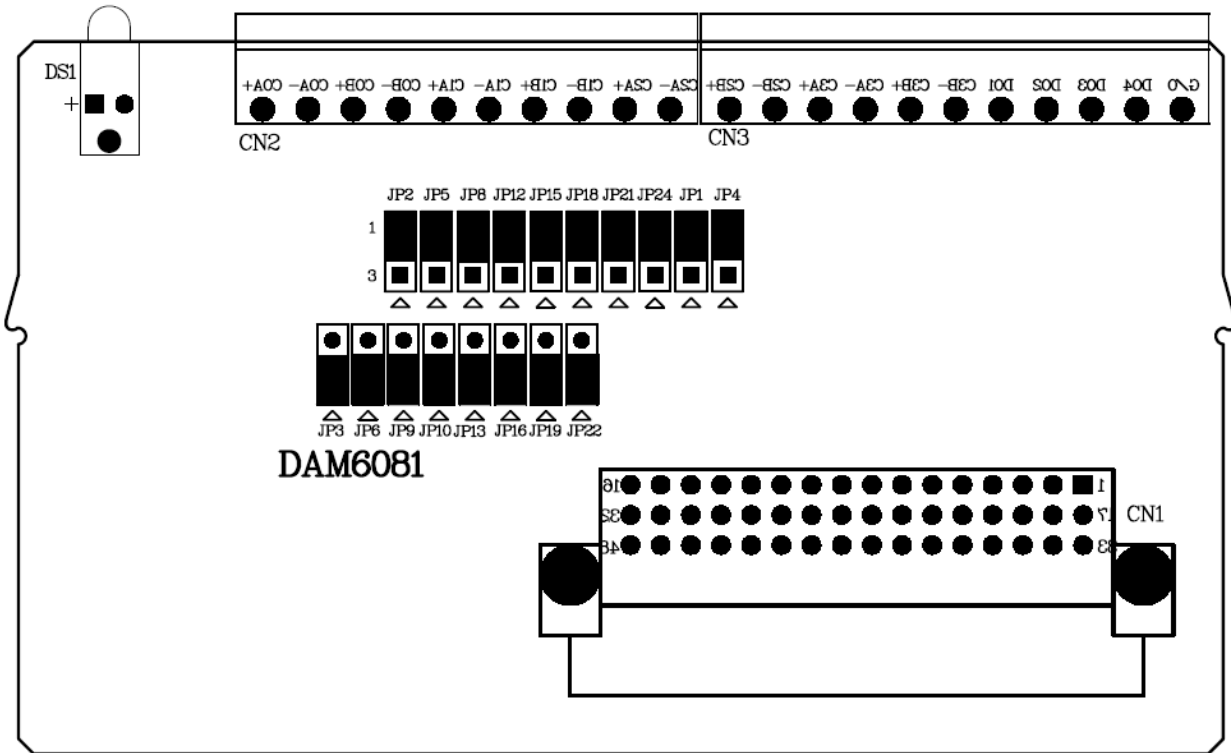 DS1
+
C0A+ C0A- C0B+ C0B- C1A+ C1A- C1B+ C1B- C2A+ C2A- C2B+ C2B- C3A+ C3A- C3B+ C3B- DO1 DO2 DO3 DO4 G/D
CN2 CN3
JP2 JP5 JP8 JP12 JP15 JP18 JP21 JP24 JP1 JP4
1
3
JP3 JP6 JP9 JP10 JP13 JP16 JP19 JP22
DAM6081
16 1
32 17 CN1
48 33